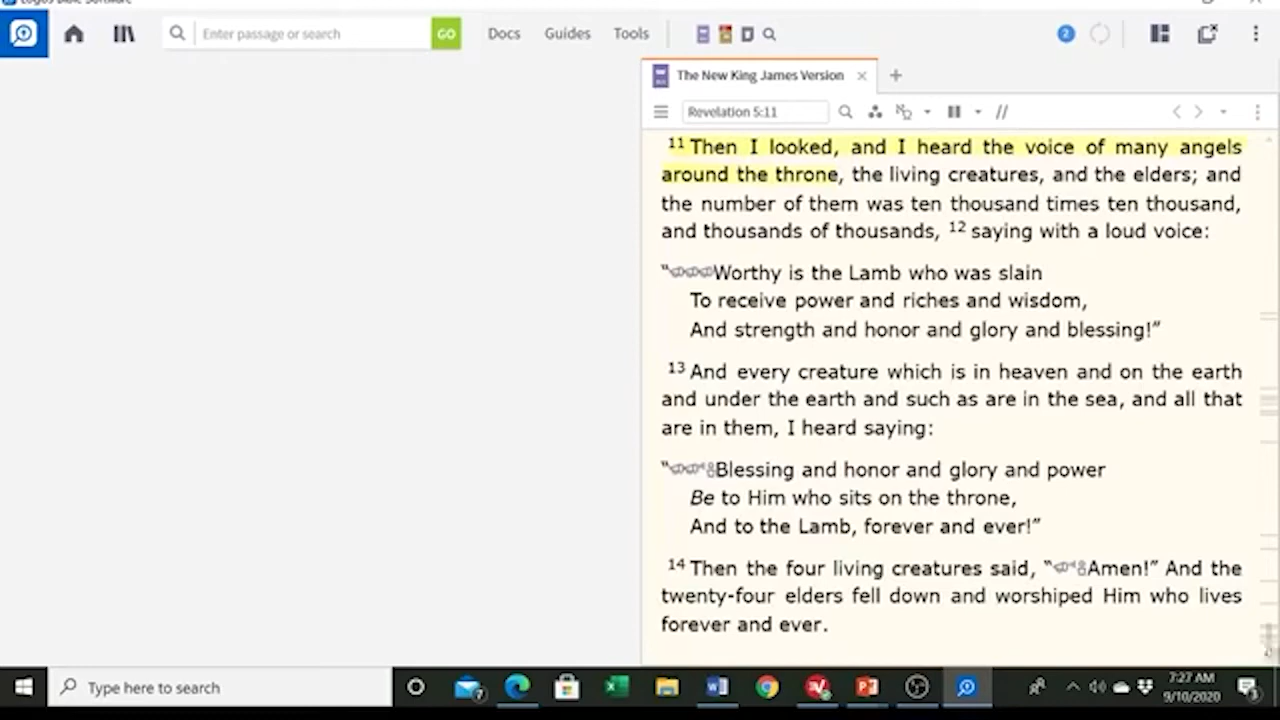 Logos Bible Software
Enter passage or search
GO
Docs
Guides
Tools
2
The New King James Version
Revelation 5:11
11 Then I looked, and I heard the voice of many angels
around the throne, the living creatures, and the elders; and
the number of them was ten thousand times ten thousand,
and thousands of thousands, 12 saying with a loud voice:
“Worthy is the Lamb who was slain
To receive power and riches and wisdom,
And strength and honor and glory and blessing!”
13 And every creature which is in heaven and on the earth
and under the earth and such as are in the sea, and all that
are in them, I heard saying:
“Blessing and honor and glory and power
Be to Him who sits on the throne,
And to the Lamb, forever and ever!”
14 Then the four living creatures said, “Amen!” And the
twenty-four elders fell down and worshiped Him who lives
forever and ever.
Type here to search
7
7:27 AM
9/10/2020
3